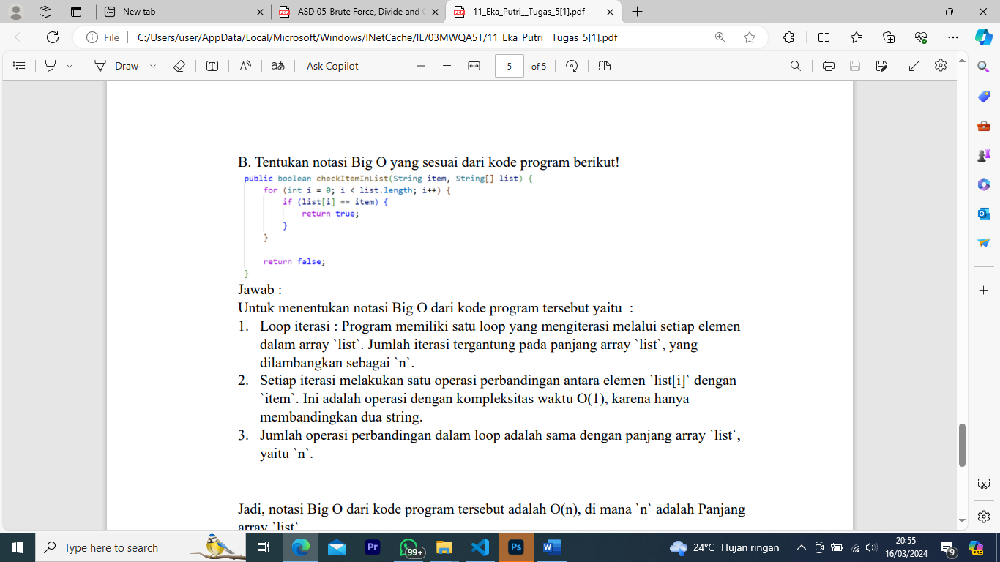 New tab
ASD 05-Brute Force, Divide and C
11_Eka_Putri__Tugas_5[1].pdf
File
C:/Users/user/AppData/Local/Microsoft/Windows/INetCache/IE/03MWQA5T/11_Eka_Putri__Tugas_5[1].pdf
Draw
Ask Copilot
5
of 5
B. Tentukan notasi Big O yang sesuai dari kode program berikut!
public boolean checkItemInList(String item, String[] list) {
for (int i = 0; i < list.length; i++) {
if (list[i] == item) {
return true;
}
}
return false;
}
Jawab :
Untuk menentukan notasi Big O dari kode program tersebut yaitu :
1. Loop iterasi : Program memiliki satu loop yang mengiterasi melalui setiap elemen
dalam array `list`. Jumlah iterasi tergantung pada panjang array `list`, yang
dilambangkan sebagai `n`.
2. Setiap iterasi melakukan satu operasi perbandingan antara elemen `list[i]` dengan
`item`. Ini adalah operasi dengan kompleksitas waktu O(1), karena hanya
membandingkan dua string.
3. Jumlah operasi perbandingan dalam loop adalah sama dengan panjang array `list`,
yaitu `n`.
Jadi, notasi Big O dari kode program tersebut adalah O(n), di mana `n` adalah Panjang
array `list`
Type here to search
Pr
99+
Ps
W
24°C Hujan ringan
20:55
16/03/2024
9
PRE